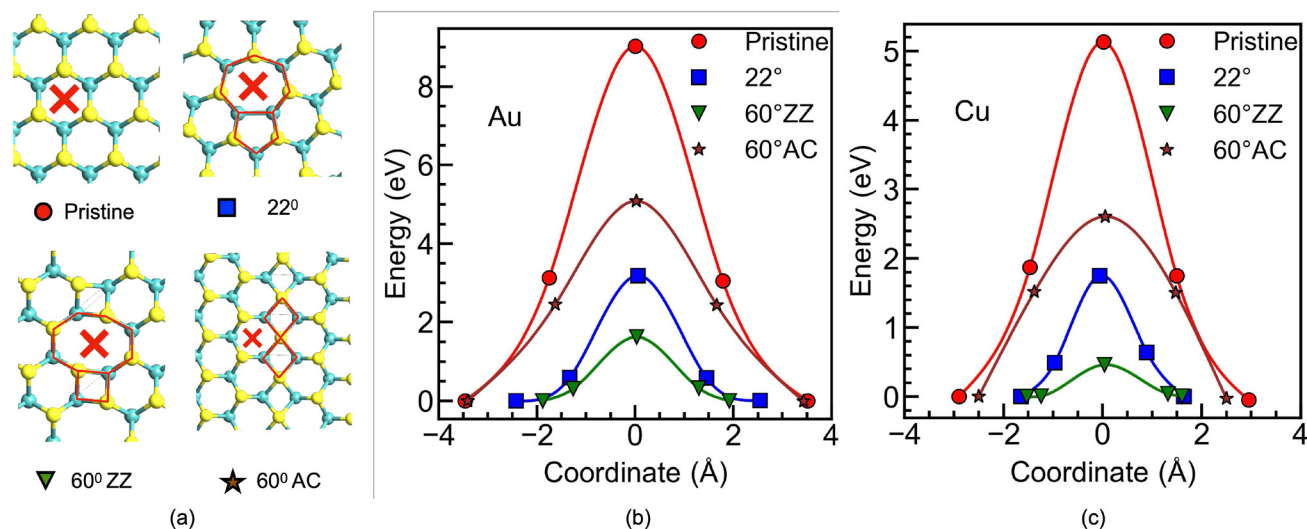 Pristine
22⁰
60⁰ ZZ
60⁰ AC
(a)
Energy (eV)
8
6
4
2
0
Au
Pristine
22°
60°ZZ
60°AC
−4
−2
0
2
4
Coordinate (Å)
(b)
Energy (eV)
5
4
3
2
1
0
Cu
Pristine
22°
60°ZZ
60°AC
−4
−2
0
2
4
Coordinate (Å)
(c)